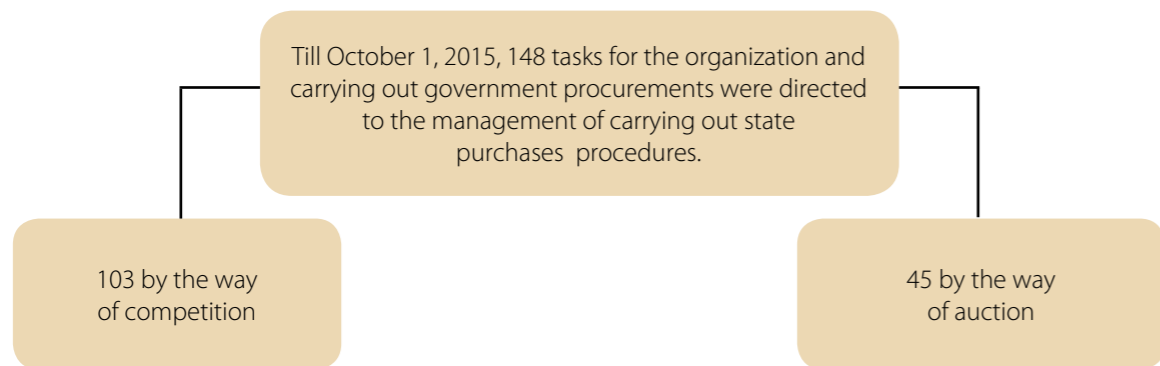 Till October 1, 2015, 148 tasks for the organization and
carrying out government procurements were directed
to the management of carrying out state
purchases procedures.
103 by the way
of competition
45 by the way
of auction